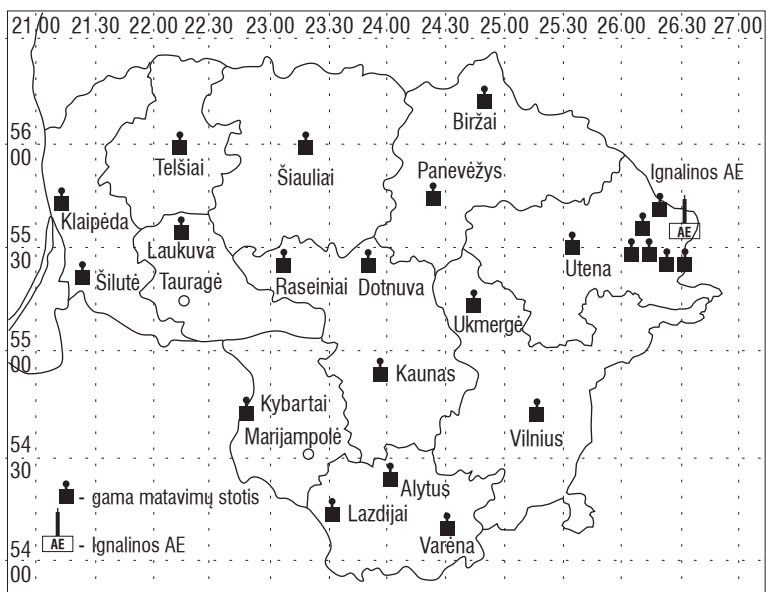 21 00 21 30 22 00 22 30 23 00 23 30 24 00 24 30 25 00 25 30 26 00 26 30 27 00
Biržai
56
00
Telšiai
Šiauliai
Panevėžys
Ignalinos AE
Klaipėda
AE
Laukuva
55
30
Utena
Šilutė
Tauragė
Raseiniai
Dotnuva
Ukmergė
55
00
Kaunas
Kybartai
Marijampolė
Vilnius
54
30
Alytus
- gama matavimų stotis
Lazdijai
AE - Ignalinos AE
Varėna
54
00